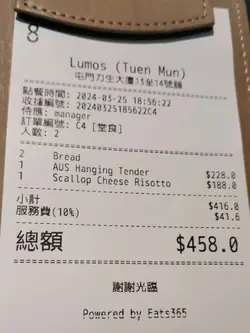 8
Lumos (Tuen Mun)
屯門力生大廈13至14號舖
點餐時間: 2024-03-25 18:56:22
收據編號: 20240325185622C4
侍應: manager
訂單編號: C4 [堂食]
人數: 2
2 Bread
1 AUS Hanging Tender $228.0
1 Scallop Cheese Risotto $188.0
小計 $416.0
服務費(10%) $41.6
總額 $458.0
謝謝光臨
Powered by Eats365